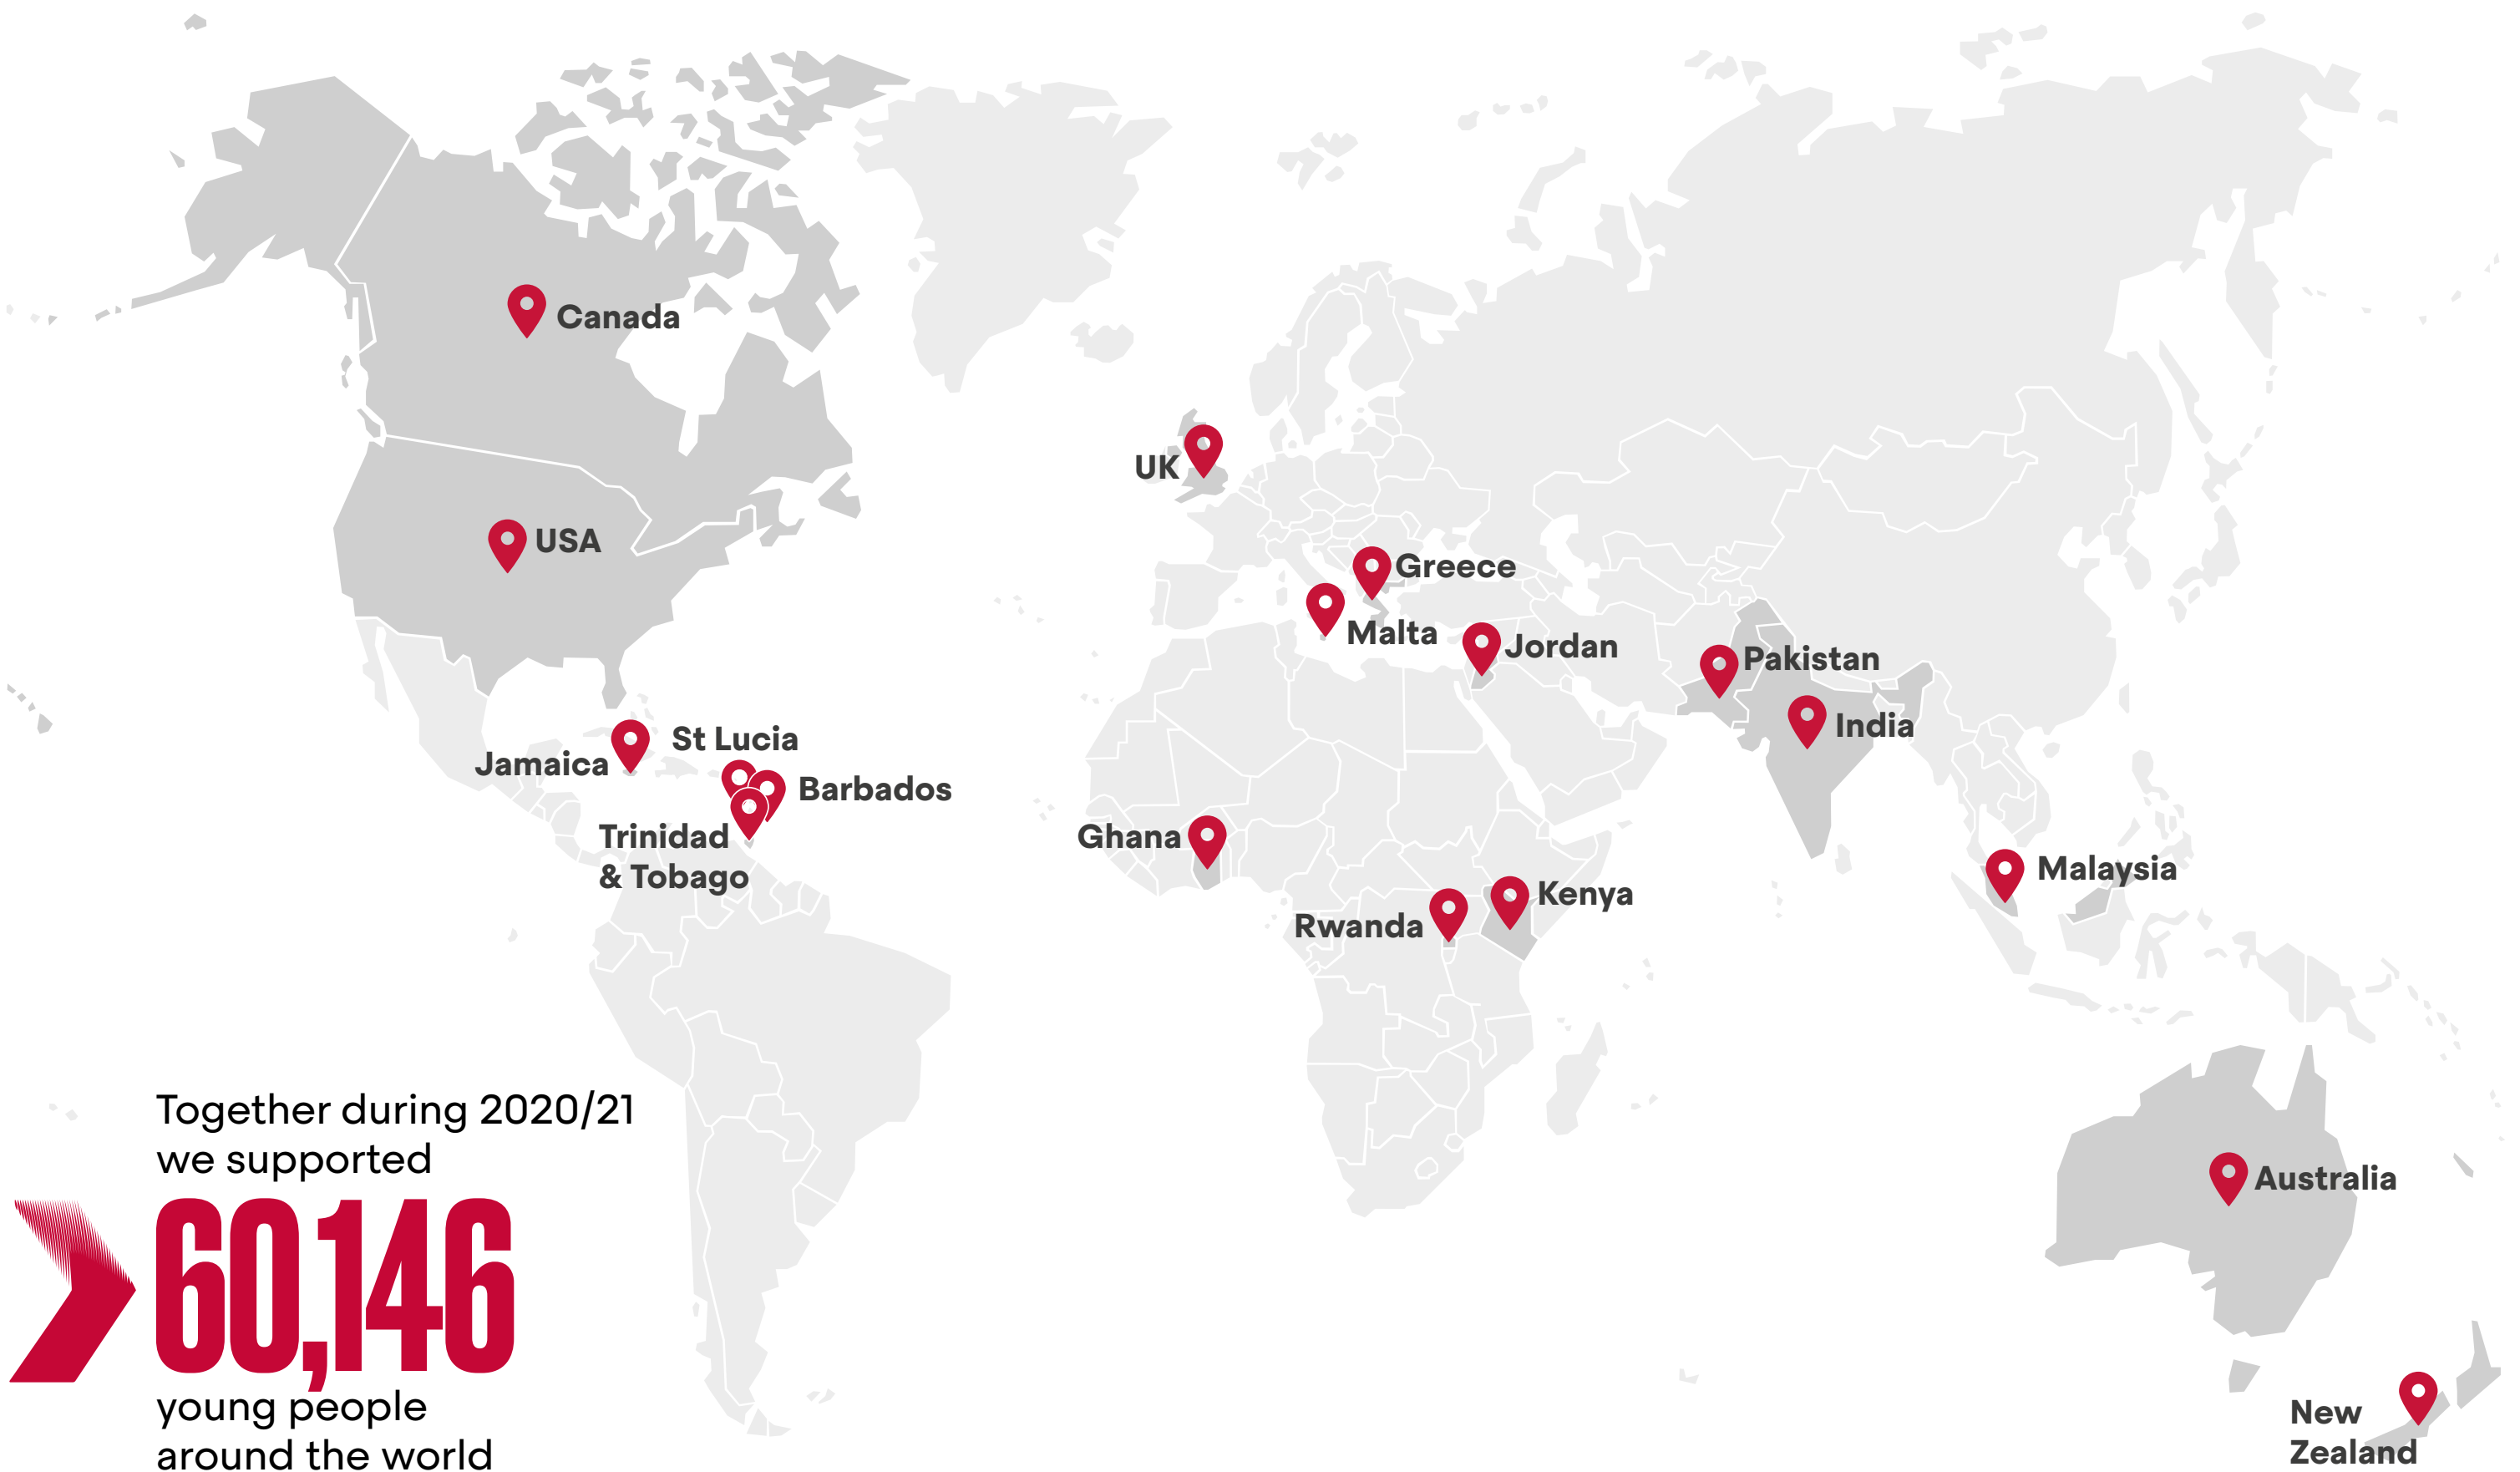 Canada
USA
UK
Greece
Malta
Jordan
Pakistan
India
St Lucia
Jamaica
Barbados
Trinidad
& Tobago
Ghana
Kenya
Rwanda
Malaysia
Australia
New
Zealand
Together during 2020/21
we supported
60,146
young people
around the world